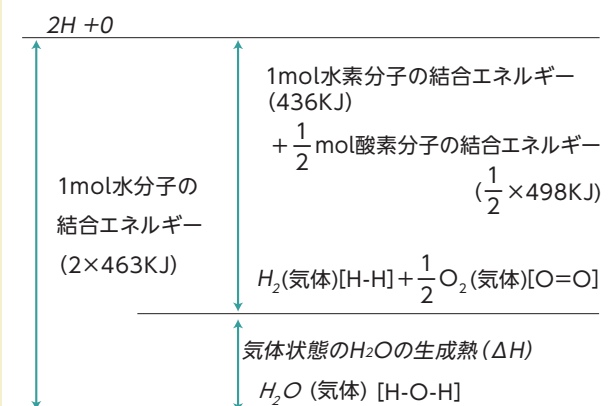 2H +0
1mol水素分子の結合エネルギー
(436KJ)
+1/2 mol酸素分子の結合エネルギー
(1/2×498KJ)
1mol水分子の
結合エネルギー
(2×463KJ)
H₂(気体)[H-H]+1/2 O₂(気体)[O=O]
気体状態のH₂Oの生成熱(ΔH)
H₂O (気体) [H-O-H]